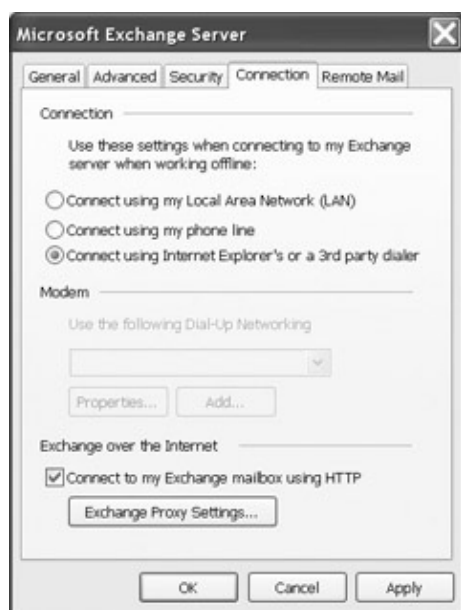 Microsoft Exchange Server
General Advanced Security Connection Remote Mail
Connection
Use these settings when connecting to my Exchange
server when working offline:
Connect using my Local Area Network (LAN)
Connect using my phone line
Connect using Internet Explorer's or a 3rd party dialer
Modem
Use the following Dial-Up Networking
Properties... Add...
Exchange over the Internet
Connect to my Exchange mailbox using HTTP
Exchange Proxy Settings...
OK Cancel Apply